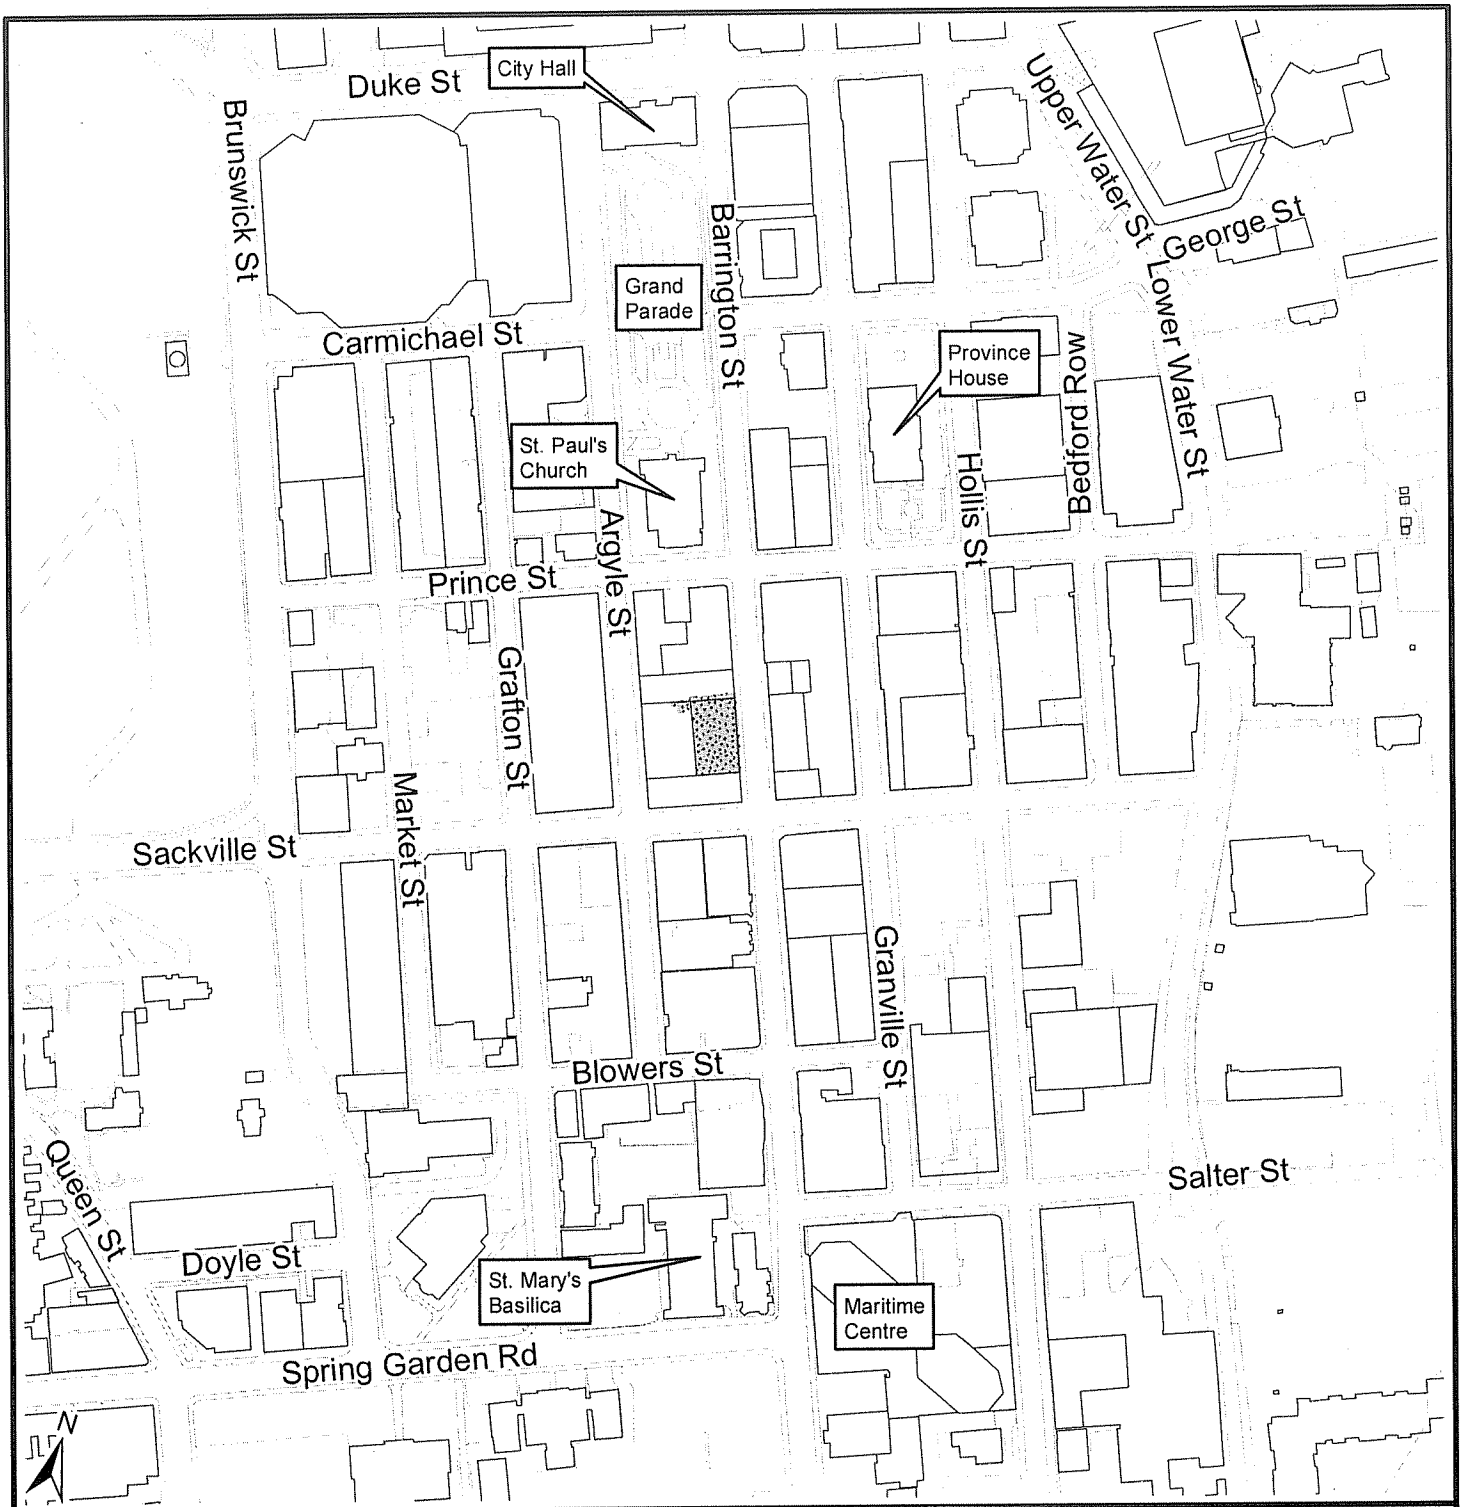 City Hall
Duke St
Upper Water St
Brunswick St
Barrington St
George St
Lower Water St
Grand
Parade
Carmichael St
Province
House
Bedford Row
St. Paul's
Church
Hollis St
Argyle St
Prince St
Grafton St
Market St
Sackville St
Granville St
Blowers St
Queen St
Salter St
Doyle St
St. Mary's
Basilica
Maritime
Centre
Spring Garden Rd
N